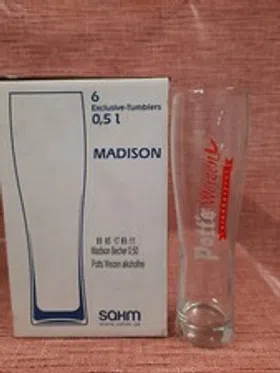 6
Exclusive-Tumblers
0,5 l
MADISON
Madison Becher 0,50
Potts Weizen alkoholfrei
sahm
www.sahm.de
Potts Weizen